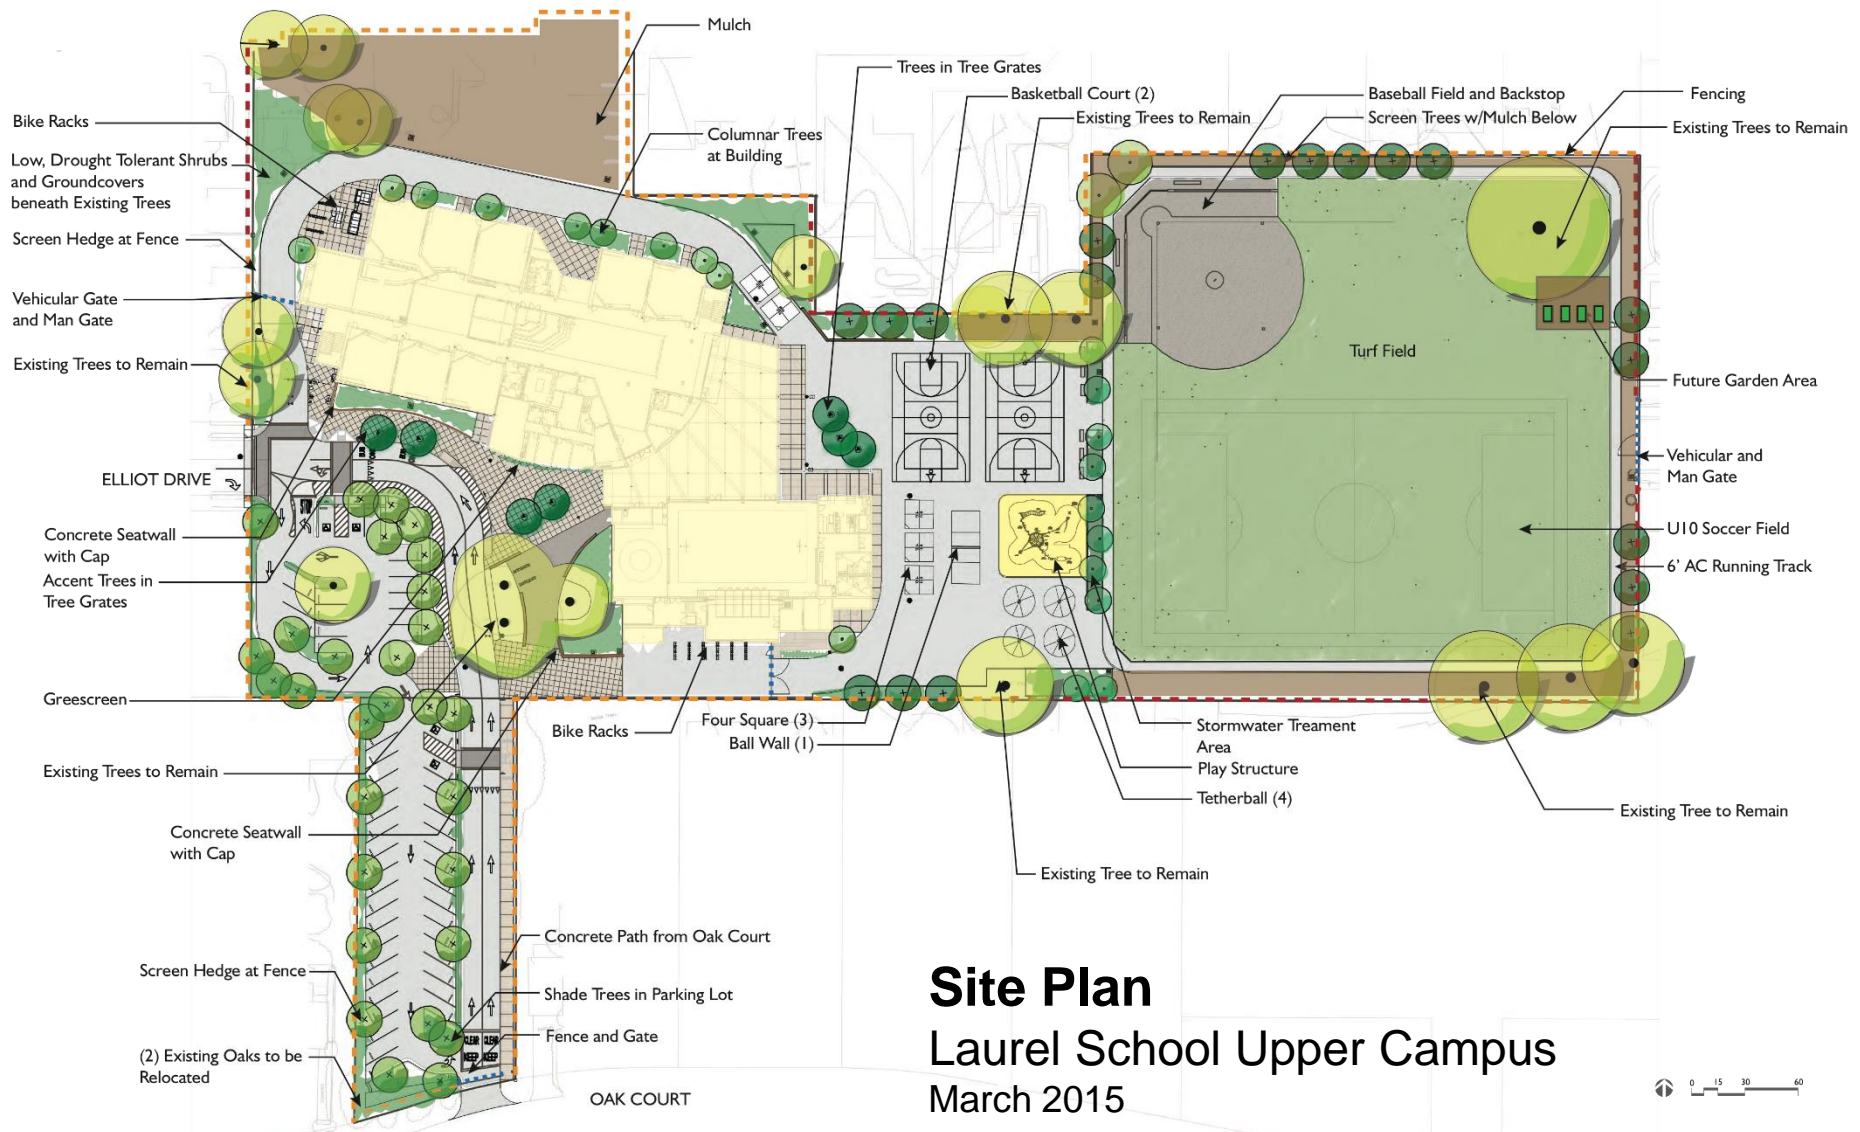 Mulch
Trees in Tree Grates
Basketball Court (2)
Existing Trees to Remain
Baseball Field and Backstop
Screen Trees w/Mulch Below
Fencing
Existing Trees to Remain
Bike Racks
Low, Drought Tolerant Shrubs
and Groundcovers
beneath Existing Trees
Columnar Trees
at Building
Screen Hedge at Fence
Vehicular Gate
and Man Gate
Existing Trees to Remain
Turf Field
Future Garden Area
Vehicular and
Man Gate
ELLIOT DRIVE
Concrete Seatwall
with Cap
Accent Trees in
Tree Grates
U10 Soccer Field
6' AC Running Track
Greescreen
Bike Racks
Four Square (3)
Ball Wall (1)
Stormwater Treament
Area
Play Structure
Tetherball (4)
Existing Trees to Remain
Existing Tree to Remain
Concrete Seatwall
with Cap
Existing Tree to Remain
Concrete Path from Oak Court
Screen Hedge at Fence
Shade Trees in Parking Lot
Fence and Gate
(2) Existing Oaks to be
Relocated
CLEAR CLEAR
KEEP KEEP
OAK COURT
Site Plan
Laurel School Upper Campus
March 2015
0 15 30 60